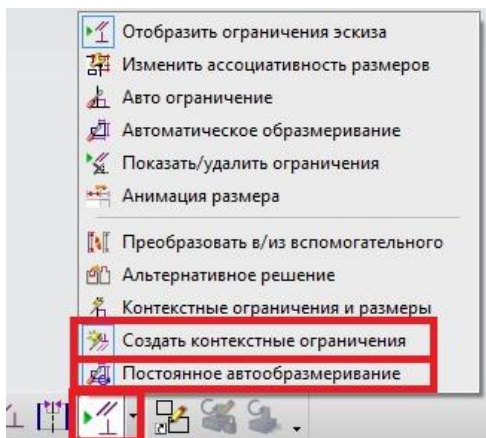 Отобразить ограничения эскиза
Изменить ассоциативность размеров
Авто ограничение
Автоматическое образмеривание
Показать/удалить ограничения
Анимация размера
Преобразовать в/из вспомогательного
Альтернативное решение
Контекстные ограничения и размеры
Создать контекстные ограничения
Постоянное автообразмеривание